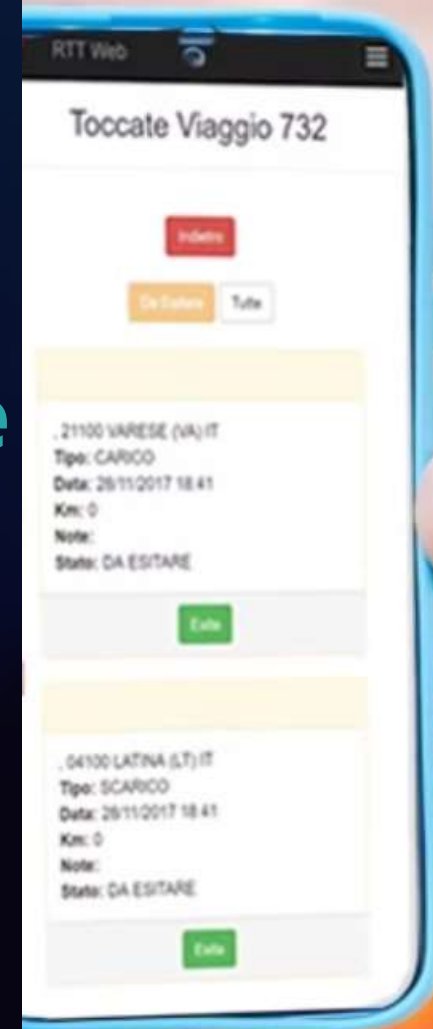 e
RTT Web
Toccate Viaggio 732
Indietro
Da Esitare Tutte
, 21100 VARESE (VA) IT
Tipo: CARICO
Data: 28/11/2017 18:41
Km: 0
Note:
Stato: DA ESITARE
Esita
, 04100 LATINA (LT) IT
Tipo: SCARICO
Data: 28/11/2017 18:41
Km: 0
Note:
Stato: DA ESITARE
Esita